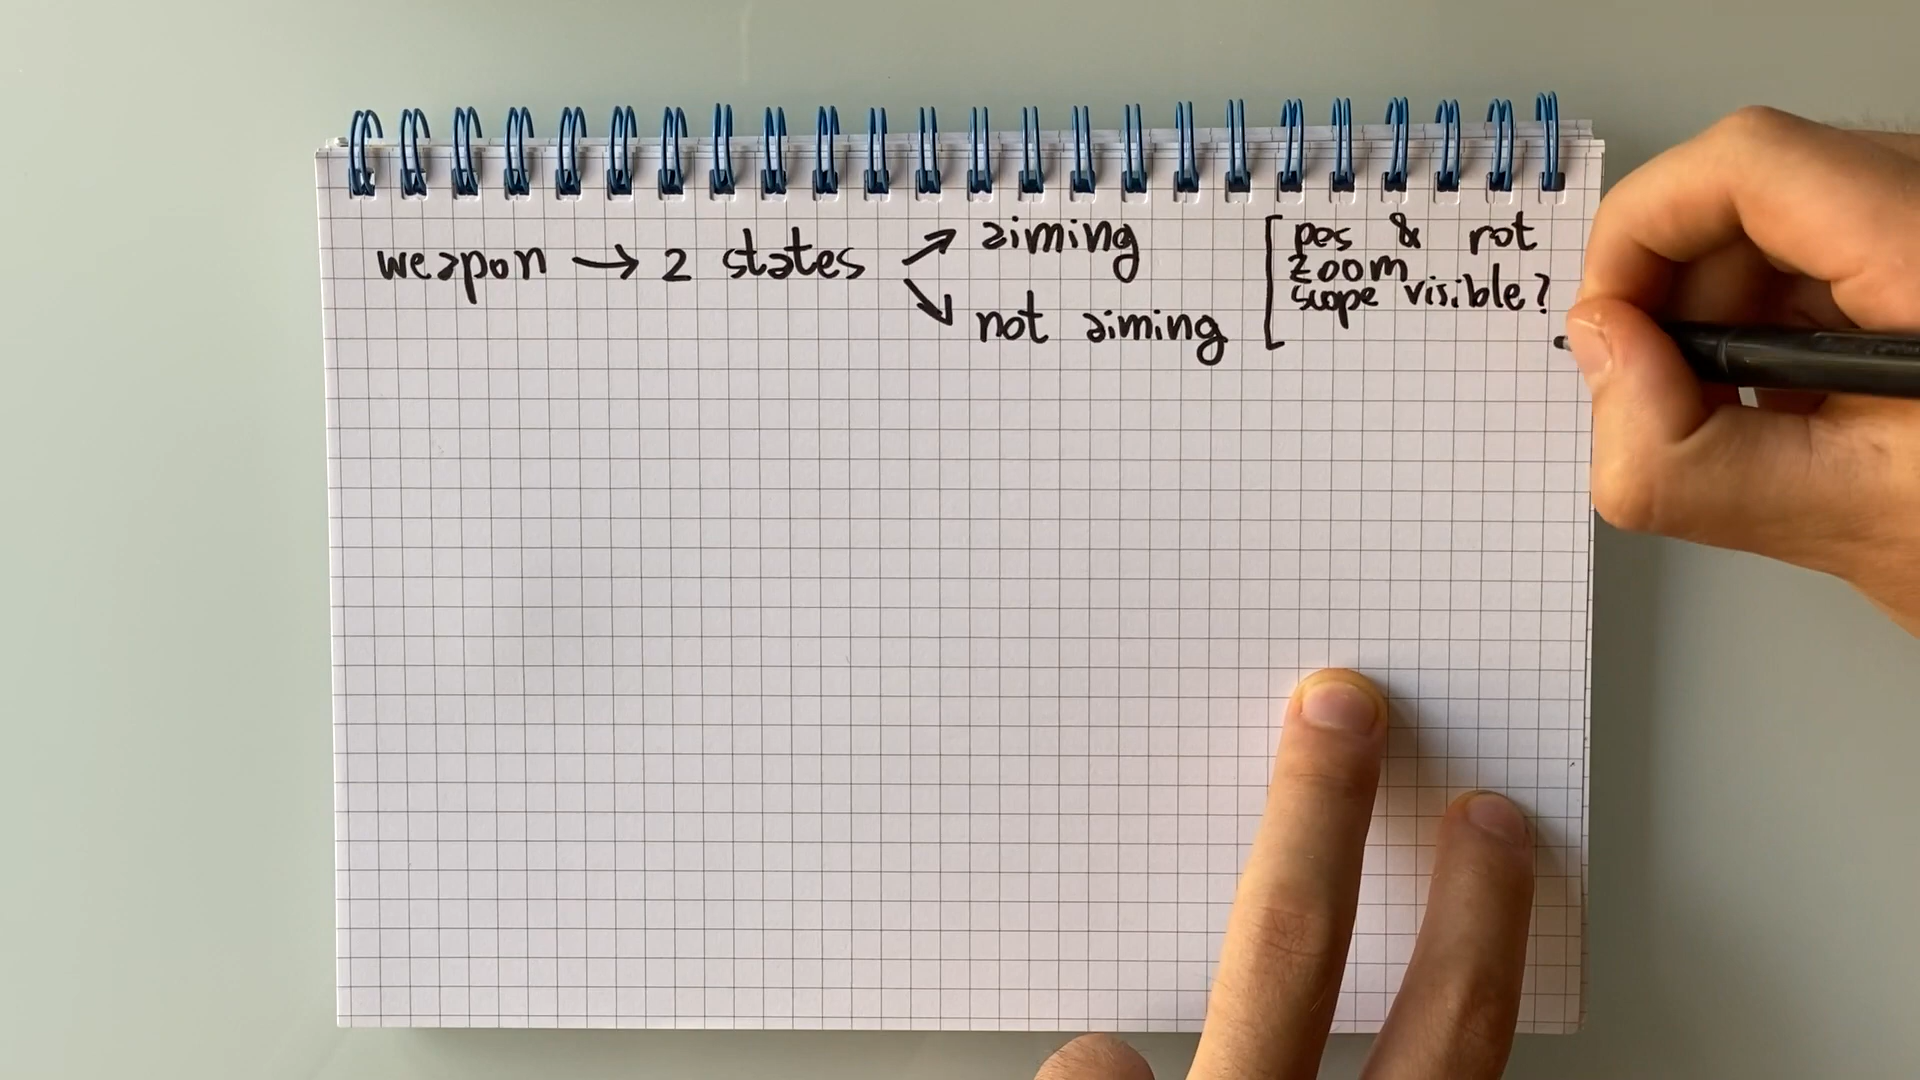 weapon → 2 states
aiming
not aiming
pos & rot
zoom
scope visible?